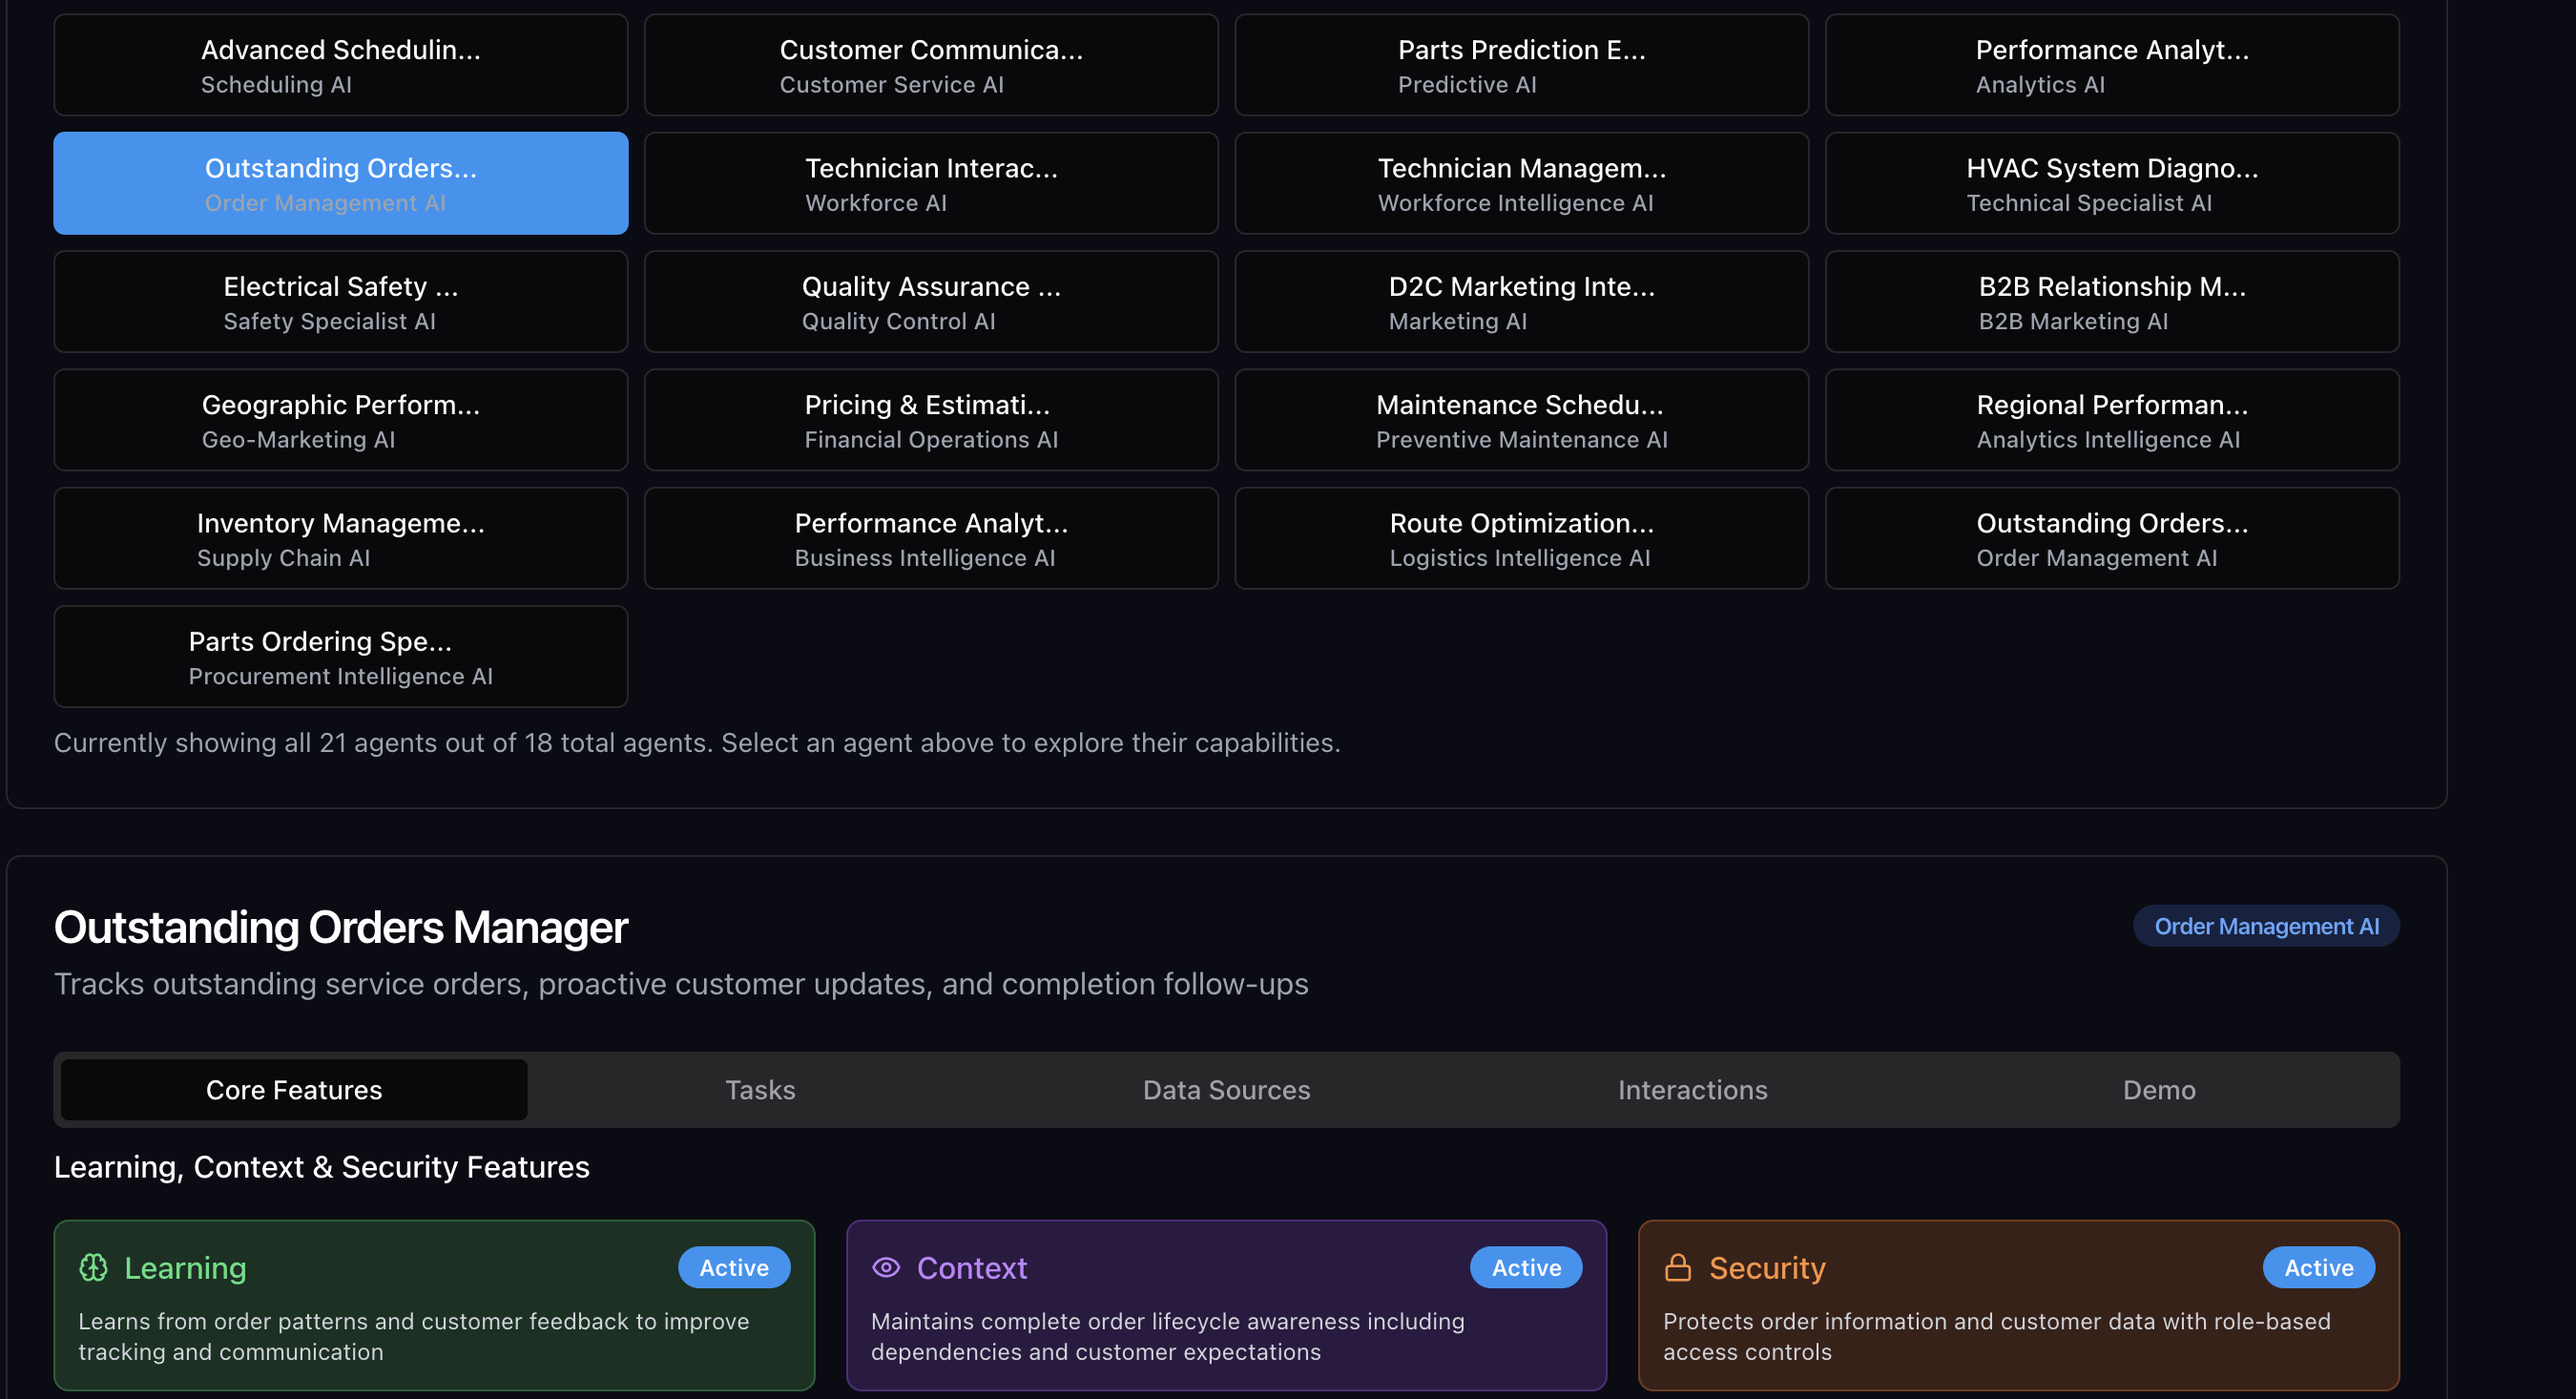 Advanced Schedulin...
Scheduling AI
Customer Communica...
Customer Service AI
Parts Prediction E...
Predictive AI
Performance Analyt...
Analytics AI
Outstanding Orders...
Order Management AI
Technician Interac...
Workforce AI
Technician Managem...
Workforce Intelligence AI
HVAC System Diagno...
Technical Specialist AI
Electrical Safety ...
Safety Specialist AI
Quality Assurance ...
Quality Control AI
D2C Marketing Inte...
Marketing AI
B2B Relationship M...
B2B Marketing AI
Geographic Perform...
Geo-Marketing AI
Pricing & Estimati...
Financial Operations AI
Maintenance Schedu...
Preventive Maintenance AI
Regional Performan...
Analytics Intelligence AI
Inventory Manageme...
Supply Chain AI
Performance Analyt...
Business Intelligence AI
Route Optimization...
Logistics Intelligence AI
Outstanding Orders...
Order Management AI
Parts Ordering Spe...
Procurement Intelligence AI
Currently showing all 21 agents out of 18 total agents. Select an agent above to explore their capabilities.
Outstanding Orders Manager
Order Management AI
Tracks outstanding service orders, proactive customer updates, and completion follow-ups
Core Features
Tasks
Data Sources
Interactions
Demo
Learning, Context & Security Features
Learning
Active
Learns from order patterns and customer feedback to improve
tracking and communication
Context
Active
Maintains complete order lifecycle awareness including
dependencies and customer expectations
Security
Active
Protects order information and customer data with role-based
access controls